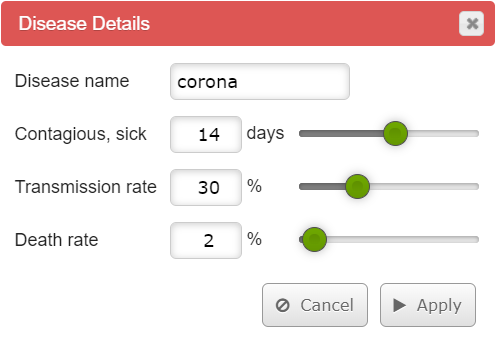 Disease Details
Disease name corona
Contagious, sick 14 days
Transmission rate 30 %
Death rate 2 %
Cancel Apply